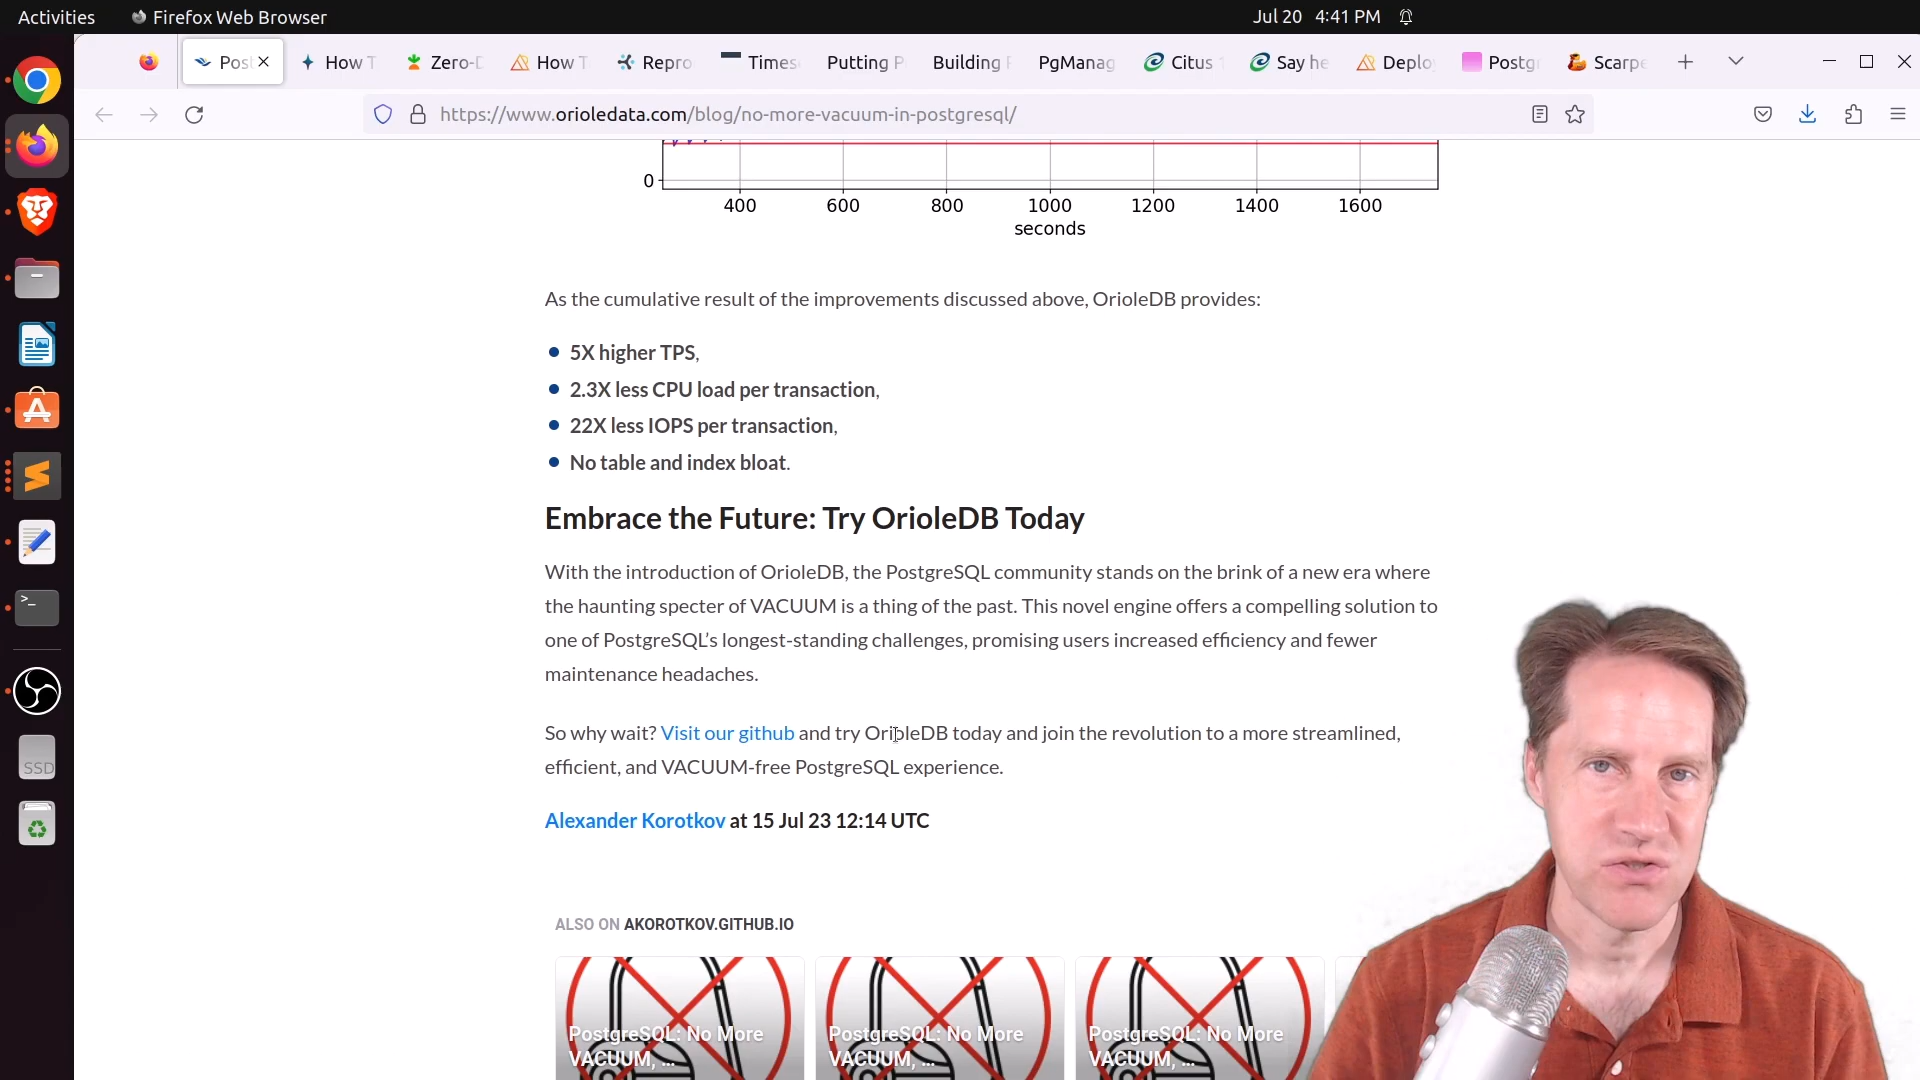 Activities
Firefox Web Browser
Jul 20 4:41 PM
Pos
How T
Zero-D
How T
Repro
Times
Putting P
Building
PgManag
Citus 1
Say he
Deplo
Postg
Scarpe
https://www.orioledata.com/blog/no-more-vacuum-in-postgresql/
0
400 600 800 1000 1200 1400 1600
seconds
As the cumulative result of the improvements discussed above, OrioleDB provides:
5X higher TPS,
2.3X less CPU load per transaction,
22X less IOPS per transaction,
No table and index bloat.
Embrace the Future: Try OrioleDB Today
With the introduction of OrioleDB, the PostgreSQL community stands on the brink of a new era where
the haunting specter of VACUUM is a thing of the past. This novel engine offers a compelling solution to
one of PostgreSQL’s longest-standing challenges, promising users increased efficiency and fewer
maintenance headaches.
So why wait? Visit our github and try OrioleDB today and join the revolution to a more streamlined,
efficient, and VACUUM-free PostgreSQL experience.
Alexander Korotkov at 15 Jul 23 12:14 UTC
ALSO ON AKOROTKOV.GITHUB.IO
PostgreSQL: No More
VACUUM, ...
PostgreSQL: No More
VACUUM, ...
PostgreSQL: No More
VACUUM, ...
SSD